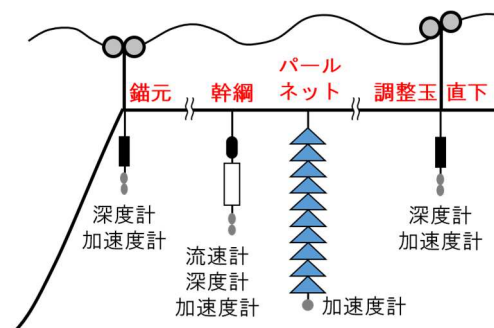 パール
錨元 幹綱 ネット 調整玉 直下
深度計
加速度計
流速計
深度計
加速度計
加速度計
深度計
加速度計